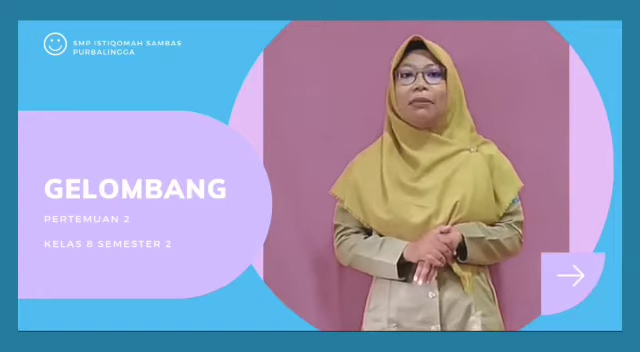 SMP ISTIQOMAH SAMBAS
PURBALINGGA
GELOMBANG
PERTEMUAN 2
KELAS 8 SEMESTER 2